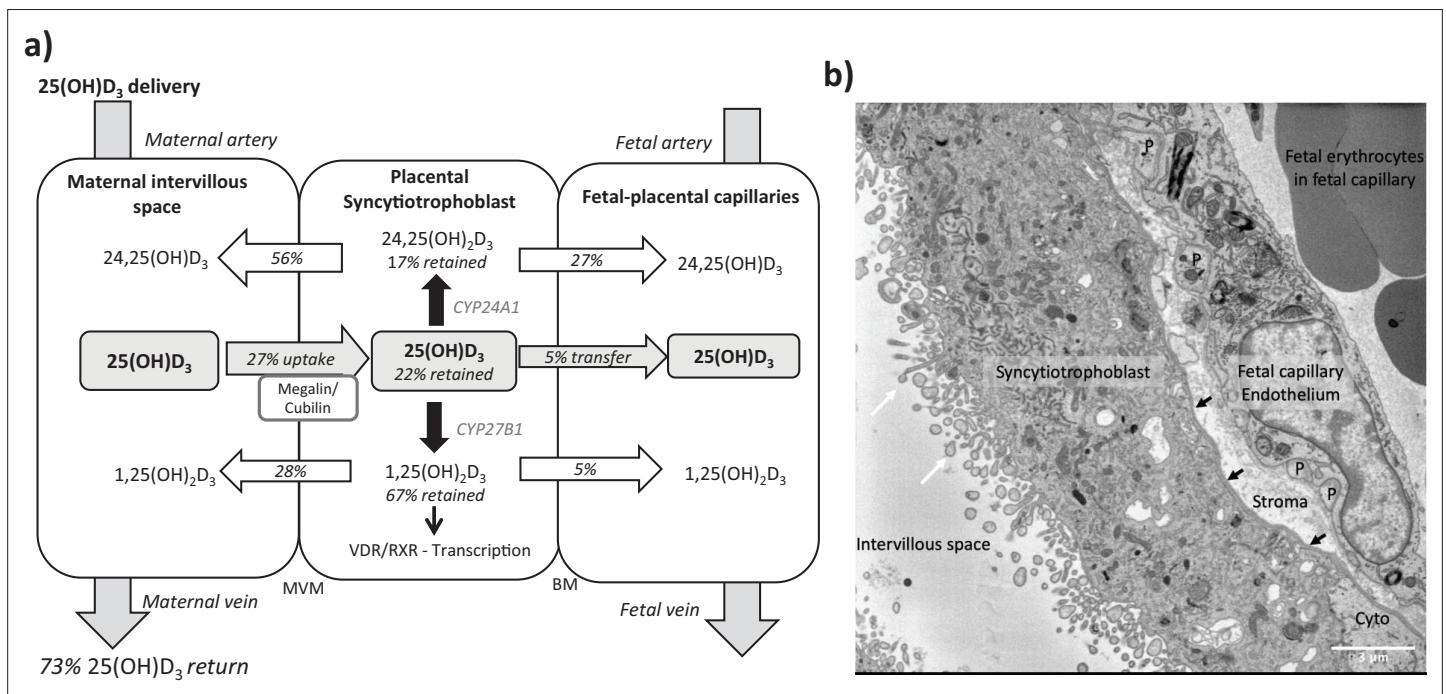 a)
25(OH)D₃ delivery
Maternal artery
Fetal artery
Maternal intervillous
space
Placental
Syncytiotrophoblast
Fetal-placental capillaries
24,25(OH)D₃
56%
24,25(OH)₂D₃
17% retained
27%
24,25(OH)D₃
CYP24A1
25(OH)D₃
27% uptake
25(OH)D₃
22% retained
5% transfer
25(OH)D₃
Megalin/
Cubilin
CYP27B1
1,25(OH)₂D₃
28%
1,25(OH)₂D₃
67% retained
5%
1,25(OH)₂D₃
VDR/RXR - Transcription
MVM
BM
Maternal vein
Fetal vein
73% 25(OH)D₃ return
b)
P
Fetal erythrocytes
in fetal capillary
P
Syncytiotrophoblast
Fetal capillary
Endothelium
P
P
Stroma
Intervillous space
Cyto
3 μm